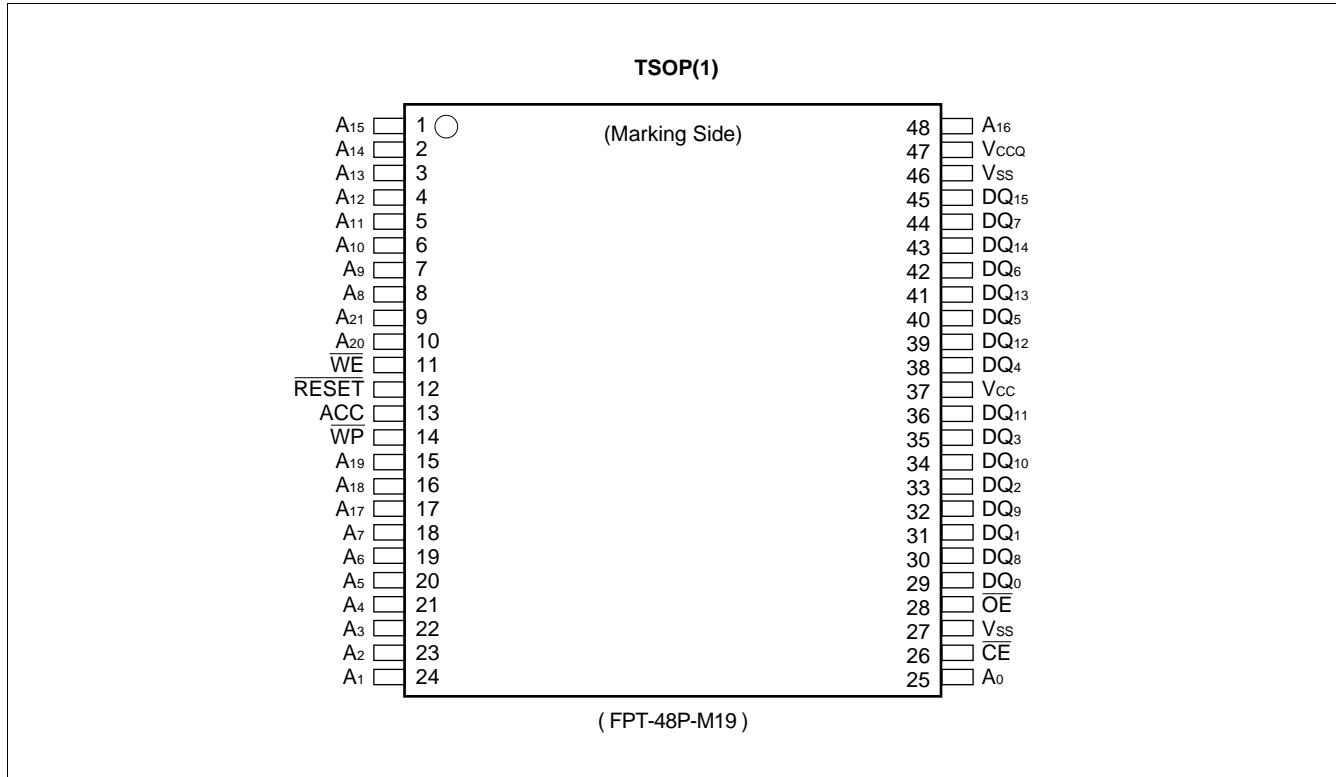 TSOP(1)
(Marking Side)
A15 1 48 A16
A14 2 47 VCCQ
A13 3 46 VSS
A12 4 45 DQ15
A11 5 44 DQ7
A10 6 43 DQ14
A9 7 42 DQ6
A8 8 41 DQ13
A21 9 40 DQ5
A20 10 39 DQ12
W̅E̅ 11 38 DQ4
R̅E̅S̅E̅T̅ 12 37 VCC
ACC 13 36 DQ11
W̅P̅ 14 35 DQ3
A19 15 34 DQ10
A18 16 33 DQ2
A17 17 32 DQ9
A7 18 31 DQ1
A6 19 30 DQ8
A5 20 29 DQ0
A4 21 28 O̅E̅
A3 22 27 VSS
A2 23 26 C̅E̅
A1 24 25 A0
( FPT-48P-M19 )